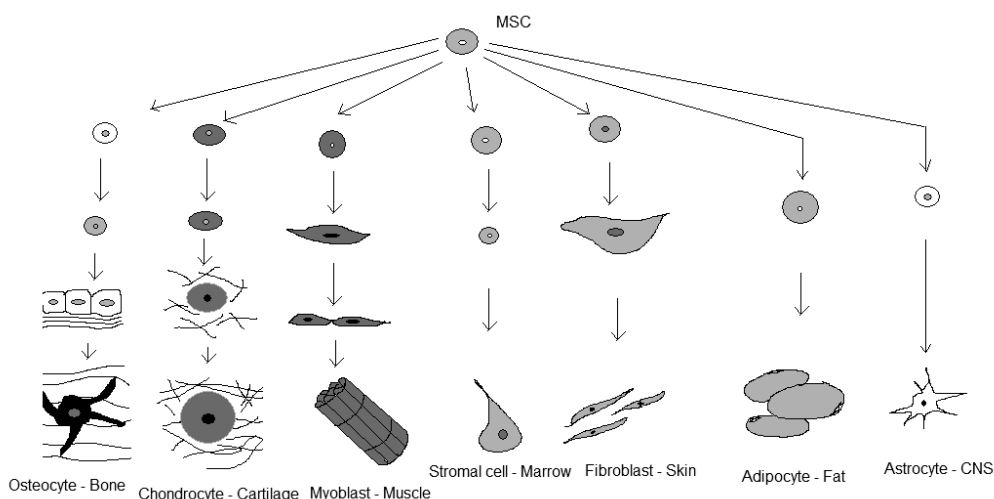 MSC
Osteocyte - Bone
Chondrocyte - Cartilage
Myoblast - Muscle
Stromal cell - Marrow
Fibroblast - Skin
Adipocyte - Fat
Astrocyte - CNS